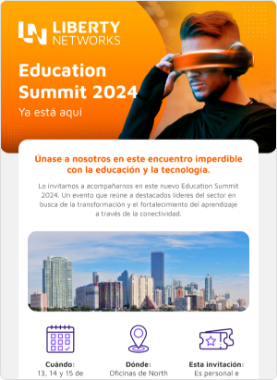 LIBERTY
NETWORKS
Education
Summit 2024
Ya está aquí
Únase a nosotros en este encuentro imperdible
con la educación y la tecnología.
Lo invitamos a acompañarnos en este nuevo Education Summit
2024. Un evento que reúne a destacados líderes del sector en
busca de la transformación y el fortalecimiento del aprendizaje
a través de la conectividad.
Cuándo:
Dónde:
Esta invitación:
13, 14 y 15 de
Oficinas de North
Es personal e